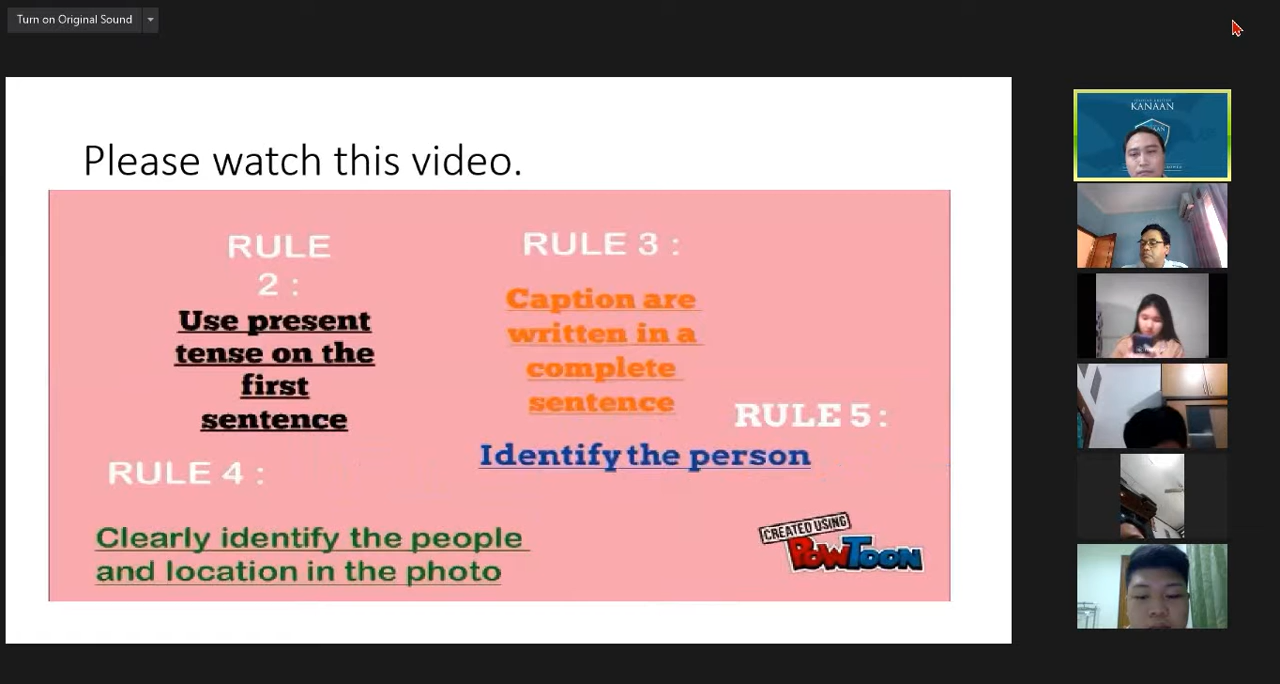 Turn on Original Sound
KANAAN
Please watch this video.
RULE
2 :
Use present
tense on the
first
sentence
RULE 3 :
Caption are
written in a
complete
sentence
RULE 5 :
Identify the person
RULE 4 :
Clearly identify the people
and location in the photo
CREATED USING
POWTOON